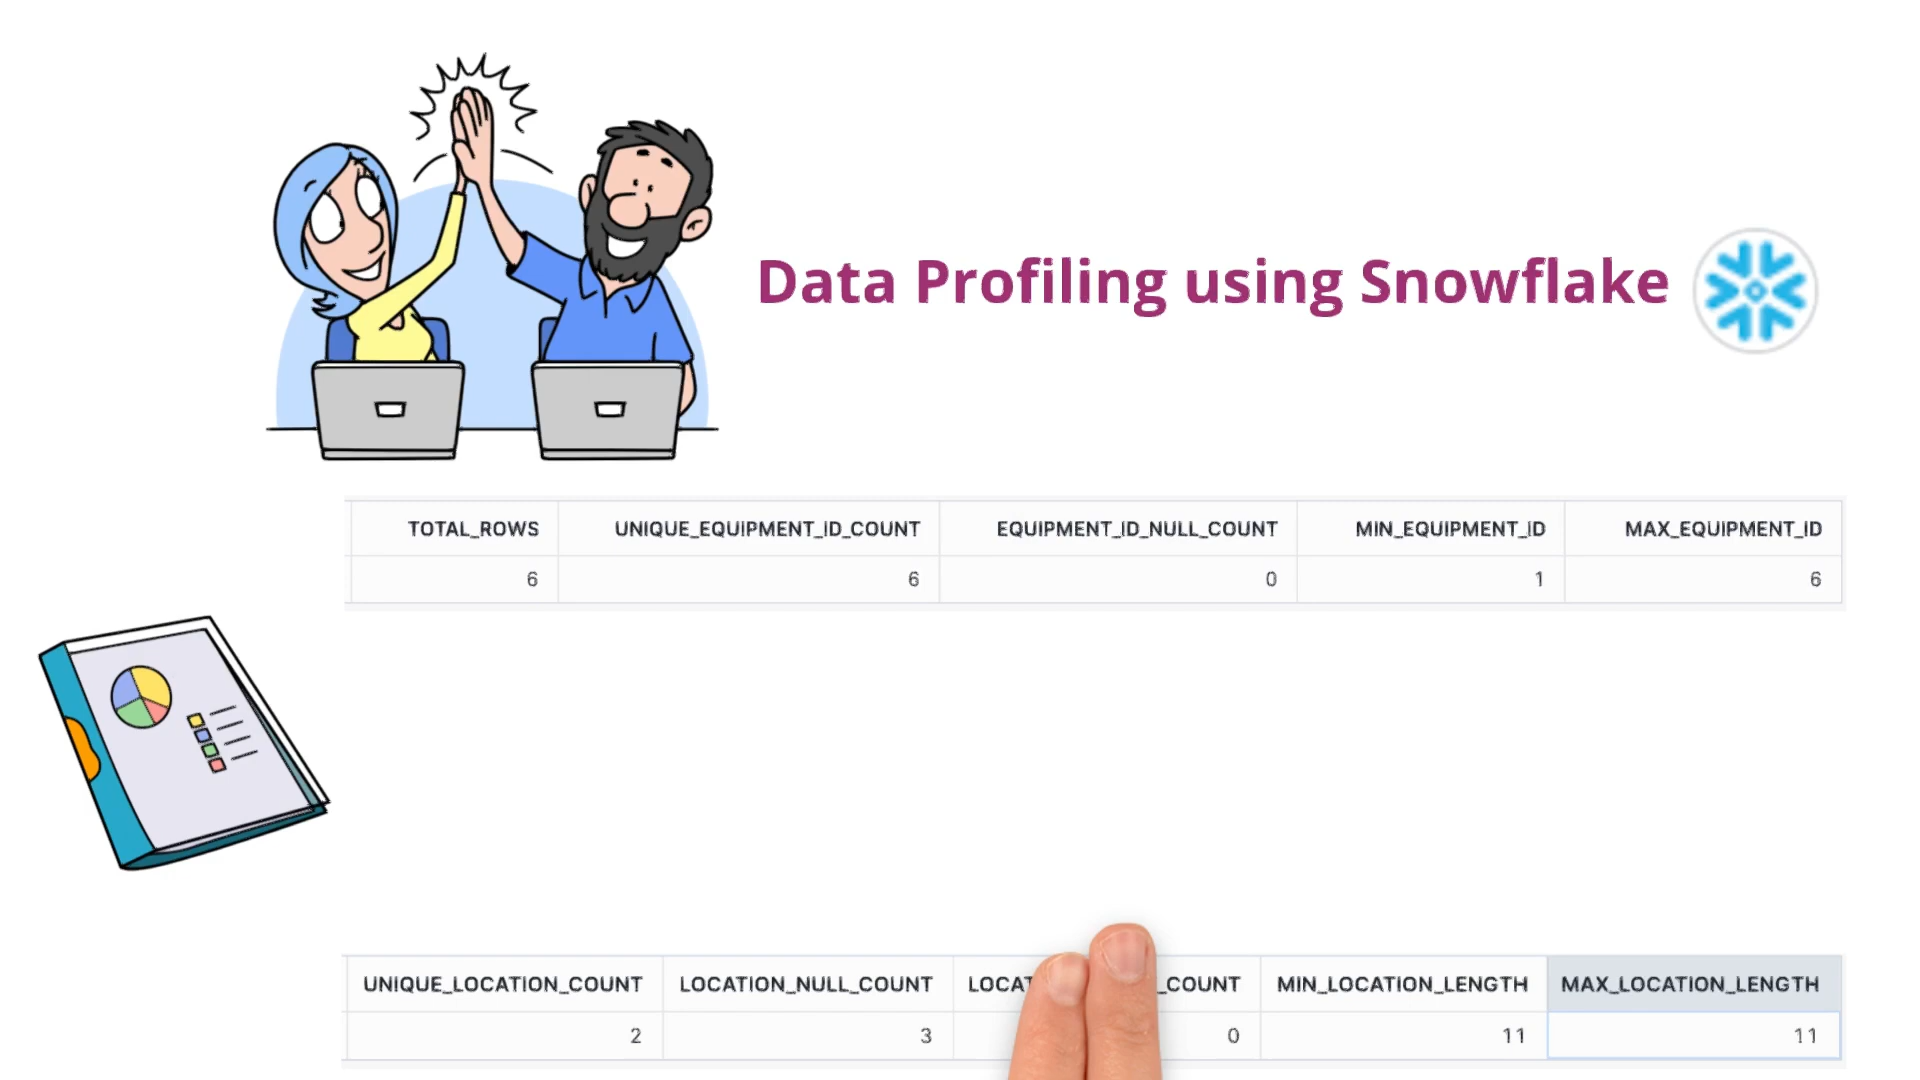 Data Profiling using Snowflake
TOTAL_ROWS UNIQUE_EQUIPMENT_ID_COUNT EQUIPMENT_ID_NULL_COUNT MIN_EQUIPMENT_ID MAX_EQUIPMENT_ID
6 6 0 1 6
UNIQUE_LOCATION_COUNT LOCATION_NULL_COUNT _COUNT MIN_LOCATION_LENGTH MAX_LOCATION_LENGTH
2 3 0 11 11